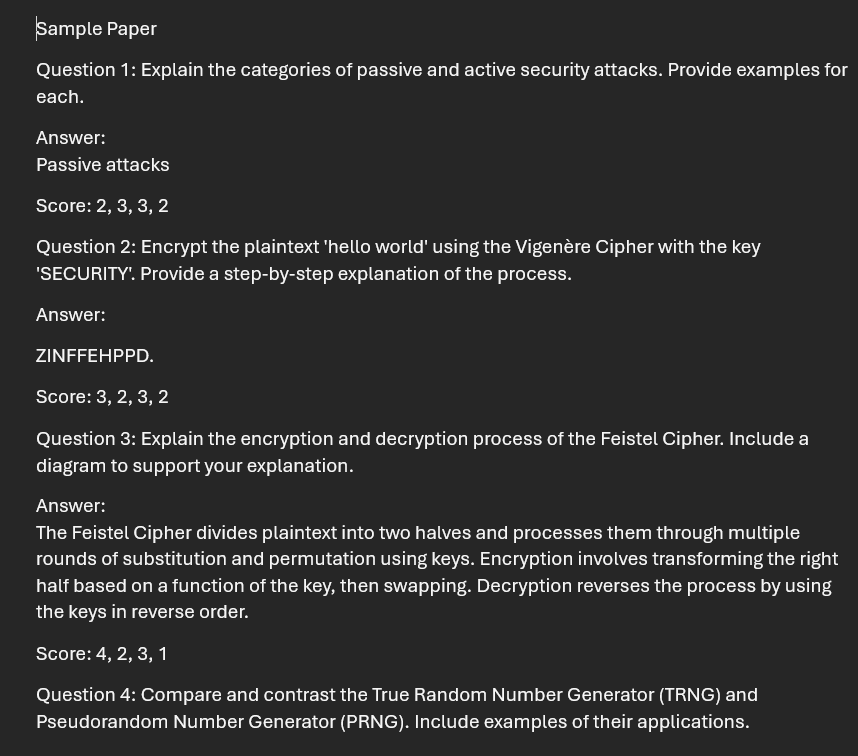 Sample Paper
Question 1: Explain the categories of passive and active security attacks. Provide examples for
each.
Answer:
Passive attacks
Score: 2, 3, 3, 2
Question 2: Encrypt the plaintext 'hello world' using the Vigenère Cipher with the key
'SECURITY'. Provide a step-by-step explanation of the process.
Answer:
ZINFFEHPPD.
Score: 3, 2, 3, 2
Question 3: Explain the encryption and decryption process of the Feistel Cipher. Include a
diagram to support your explanation.
Answer:
The Feistel Cipher divides plaintext into two halves and processes them through multiple
rounds of substitution and permutation using keys. Encryption involves transforming the right
half based on a function of the key, then swapping. Decryption reverses the process by using
the keys in reverse order.
Score: 4, 2, 3, 1
Question 4: Compare and contrast the True Random Number Generator (TRNG) and
Pseudorandom Number Generator (PRNG). Include examples of their applications.